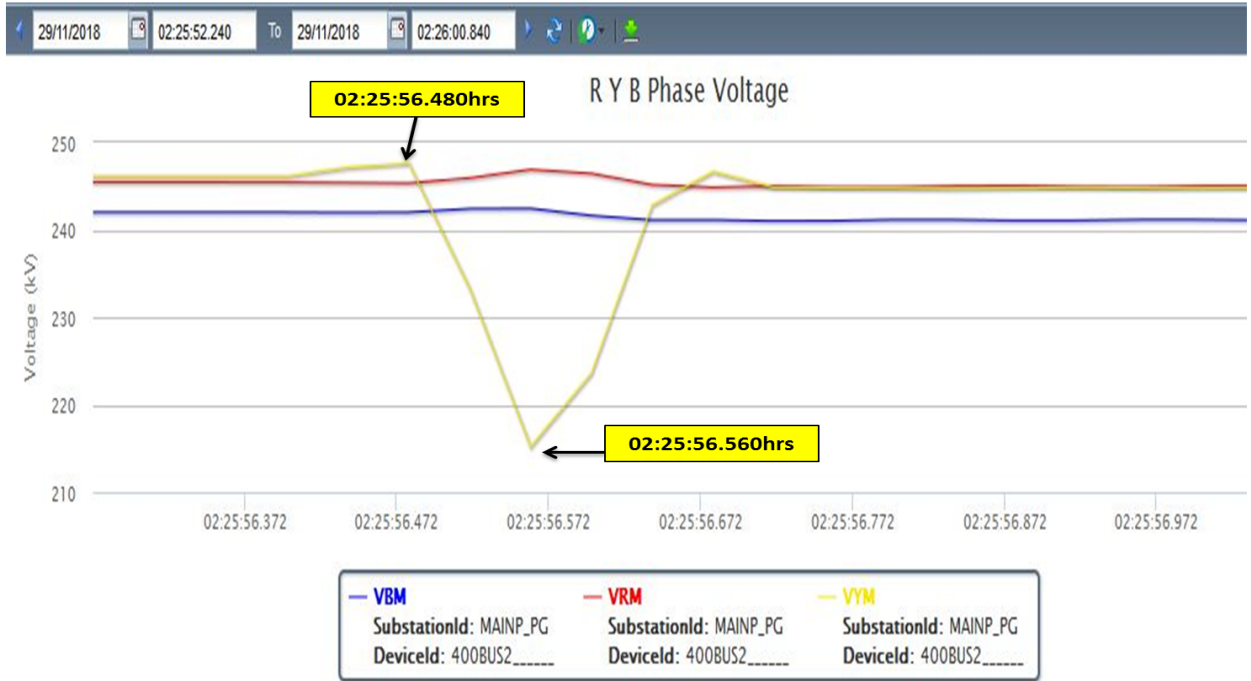 29/11/2018 02:25:52.240 To 29/11/2018 02:26:00.840
R Y B Phase Voltage
02:25:56.480hrs
250
240
230
220
210
Voltage (kV)
02:25:56.560hrs
02:25:56.372 02:25:56.472 02:25:56.572 02:25:56.672 02:25:56.772 02:25:56.872 02:25:56.972
VBM VRM VYM
SubstationId: MAINP_PG SubstationId: MAINP_PG SubstationId: MAINP_PG
DeviceId: 400BUS2______ DeviceId: 400BUS2______ DeviceId: 400BUS2______